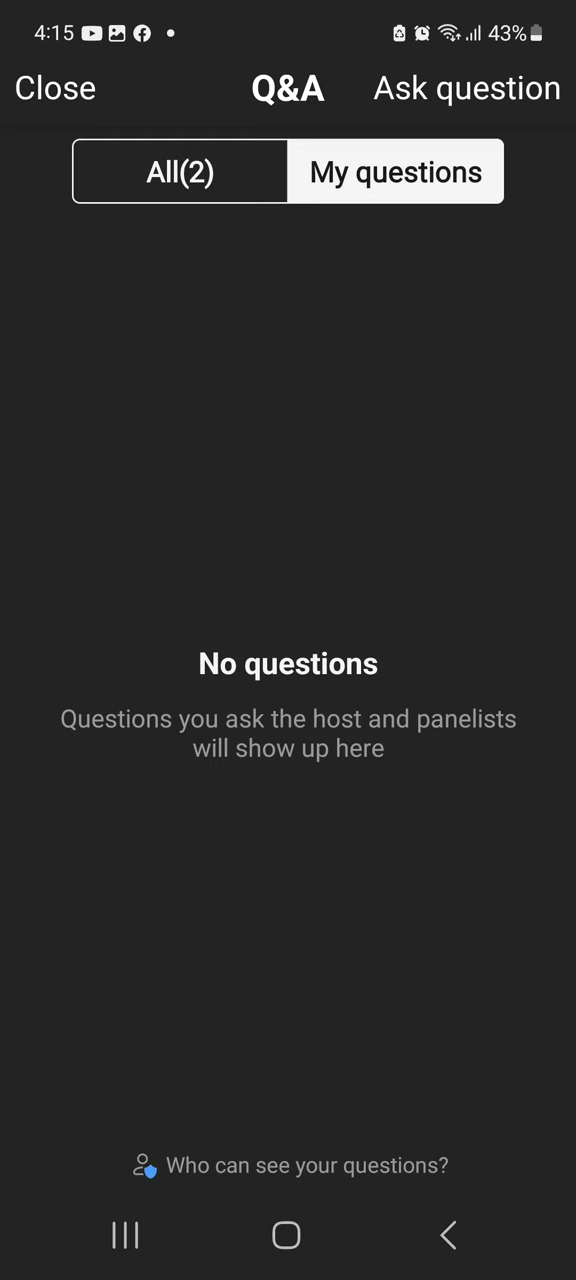 4:15 43%
Close Q&A Ask question
All(2) My questions
No questions
Questions you ask the host and panelists
will show up here
Who can see your questions?